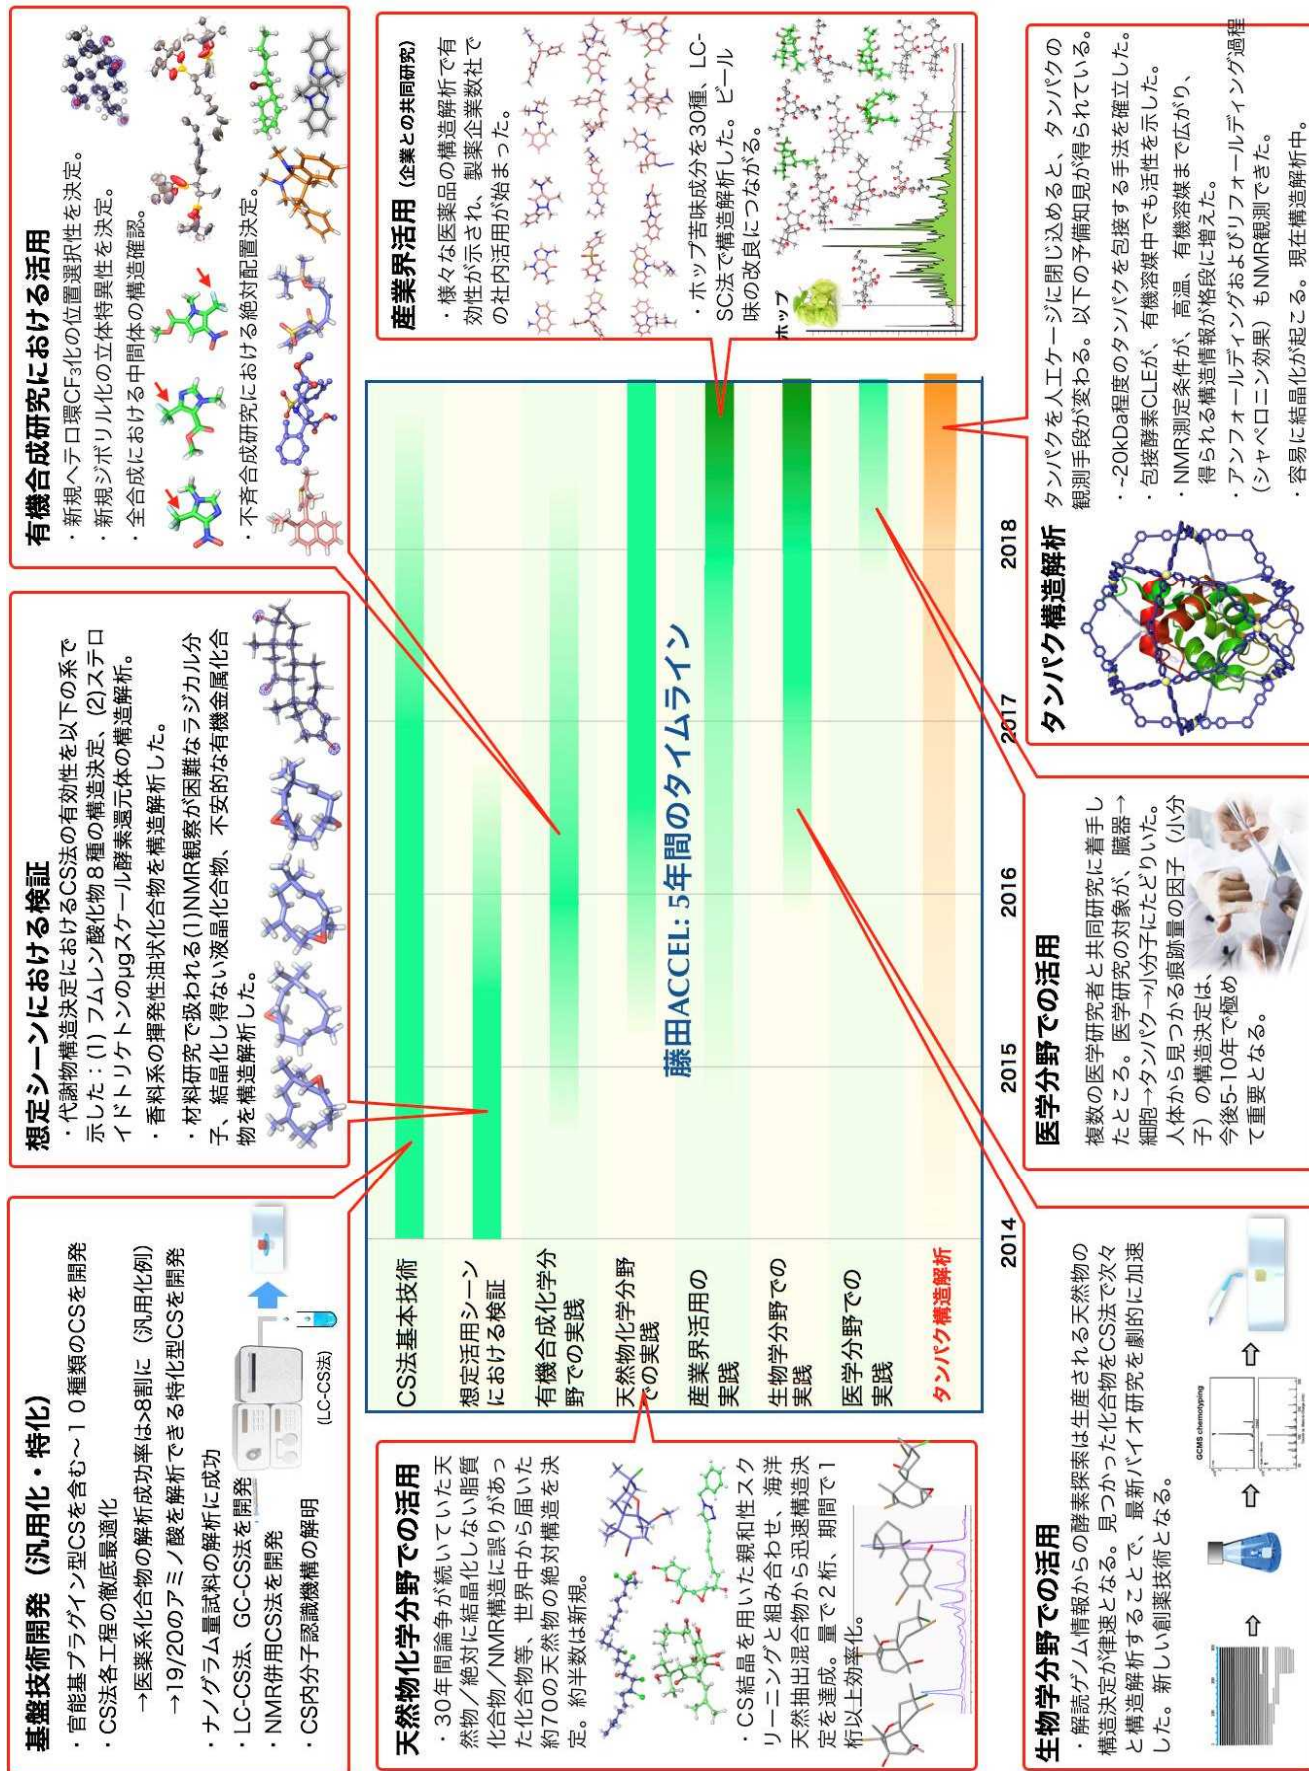 基盤技術開発（汎用化・特化）
・官能基プラグイン型CSを含む～１０種類のCSを開発
・CS法各工程の徹底最適化
→医薬系化合物の解析成功率は>8割に（汎用化例）
→19/20のアミノ酸を解析できる特化型CSを開発
・ナノグラム量試料の解析に成功
・LC-CS法、GC-CS法を開発
・NMR併用CS法を開発
・CS内分子認識機構の解明
(LC-CS法)
想定シーンにおける検証
・代謝物構造決定におけるCS法の有効性を以下の系で
示した：(1) フムレン酸化物８種の構造決定、(2)ステロ
イドトリケトンのμgスケール酵素還元体の構造解析。
・香料系の揮発性油状化合物を構造解析した。
・材料研究で扱われる(1)NMR観察が困難なラジカル分
子、結晶化し得ない液晶化合物、不安的な有機金属化合
物を構造解析した。
有機合成研究における活用
・新規ヘテロ環CF₃化の位置選択性を決定。
・新規ジボリル化の立体特異性を決定。
・全合成における中間体の構造確認。
・不斉合成研究における絶対配置決定。
天然物化学分野での活用
・30年間論争が続いていた天
然物／絶対に結晶化しない脂質
化合物／NMR構造に誤りがあっ
た化合物等、世界中から届いた
約70の天然物の絶対構造を決
定。約半数は新規。
・CS結晶を用いた親和性スク
リーニングと組み合わせ、海洋
天然抽出混合物から迅速構造決
定を達成。量で２桁、期間で１
桁以上効率化。
CS法基本技術
想定活用シーン
における検証
有機合成化学分
野での実践
天然物化学分野
での実践
産業界活用の
実践
生物学分野での
実践
医学分野での
実践
タンパク構造解析
藤田ACCEL: 5年間のタイムライン
2014
2015
2016
2017
2018
産業界活用（企業との共同研究）
・様々な医薬品の構造解析で有
効性が示され、製薬企業数社で
の社内活用が始まった。
・ホップ苦味成分を30種、LC-
SC法で構造解析した。ビール
味の改良につながる。
ホップ
生物学分野での活用
・解読ゲノム情報からの酵素探索は生産される天然物の
構造決定が律速となる。見つかった化合物をCS法で次々
と構造解析することで、最新バイオ研究を劇的に加速
した。新しい創薬技術となる。
GCMS chemotyping
医学分野での活用
複数の医学研究者と共同研究に着手し
たところ。医学研究の対象が、臓器→
細胞→タンパク→小分子にたどりいた。
人体から見つかる痕跡量の因子（小分
子）の構造決定は、
今後5-10年で極め
て重要となる。
タンパク構造解析
タンパクを人工ケージに閉じ込めると、タンパクの
観測手段が変わる。以下の予備知見が得られている。
・~20kDa程度のタンパクを包接する手法を確立した。
・包接酵素CLEが、有機溶媒中でも活性を示した。
・NMR測定条件が、高温、有機溶媒まで広がり、
得られる構造情報が格段に増えた。
・アンフォールディングおよびリフォールディング過程
（シャペロニン効果）もNMR観測できた。
・容易に結晶化が起こる。現在構造解析中。